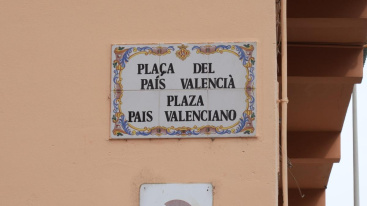 PLAÇA DEL
PAÍS VALENCIÀ
PLAZA
PAIS VALENCIANO